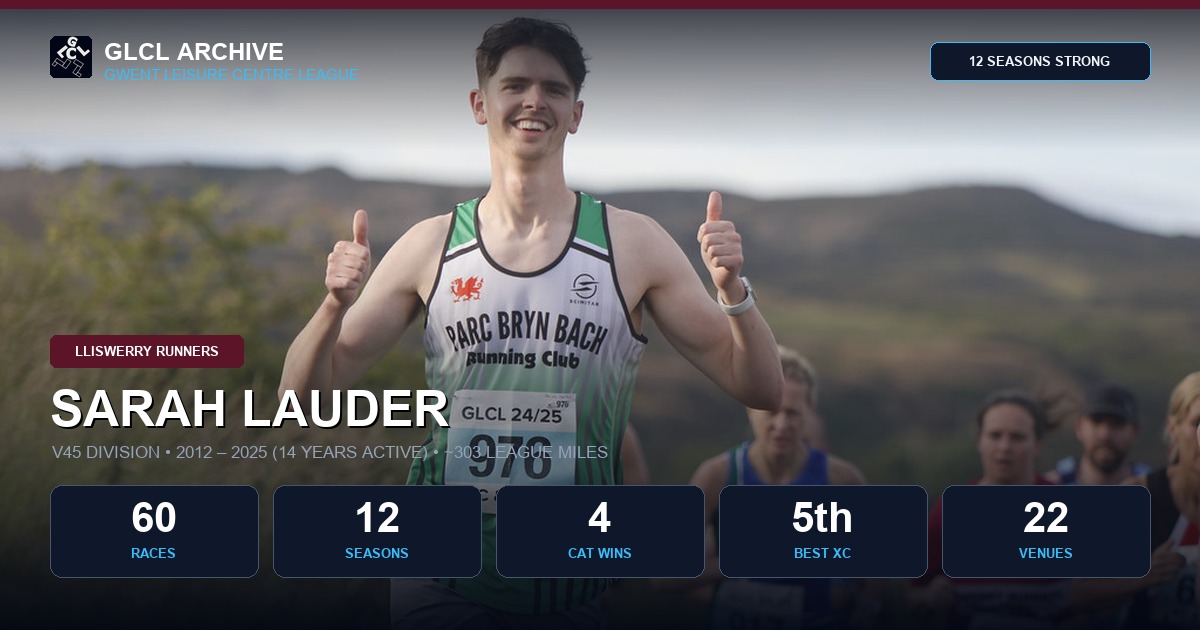 GLCL ARCHIVE
GWENT LEISURE CENTRE LEAGUE
12 SEASONS STRONG
SCIMITAR
PARC BRYN BACH
Running Club
LLISWERRY RUNNERS
SARAH LAUDER
976
GLCL 24/25
976
V45 DIVISION • 2012 – 2025 (14 YEARS ACTIVE) • ~303 LEAGUE MILES
60
RACES
12
SEASONS
4
CAT WINS
5th
BEST XC
22
VENUES